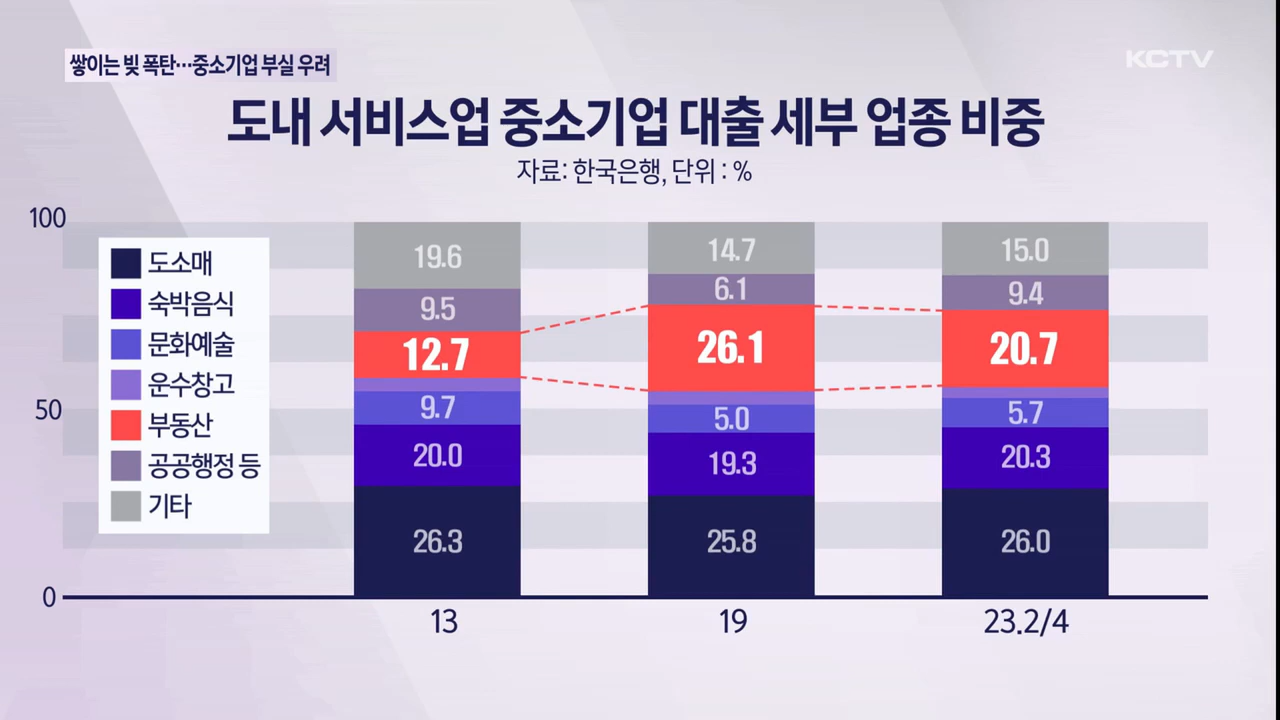 쌓이는 빚 폭탄…중소기업 부실 우려
KCTV
도내 서비스업 중소기업 대출 세부 업종 비중
자료: 한국은행, 단위 : %
100
50
0
도소매
숙박음식
문화예술
운수창고
부동산
공공행정 등
기타
19.6
9.5
12.7
9.7
20.0
26.3
14.7
6.1
26.1
5.0
19.3
25.8
15.0
9.4
20.7
5.7
20.3
26.0
13
19
23.2/4